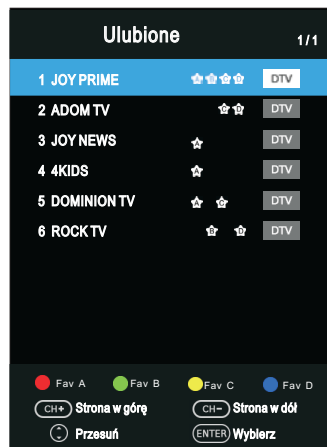 Ulubione 1/1
1 JOY PRIME A B C D DTV
2 ADOM TV C D DTV
3 JOY NEWS A DTV
4 4KIDS A DTV
5 DOMINION TV A C DTV
6 ROCK TV B D DTV
Fav A Fav B Fav C Fav D
CH+ Strona w górę CH- Strona w dół
Przesuń ENTER Wybierz